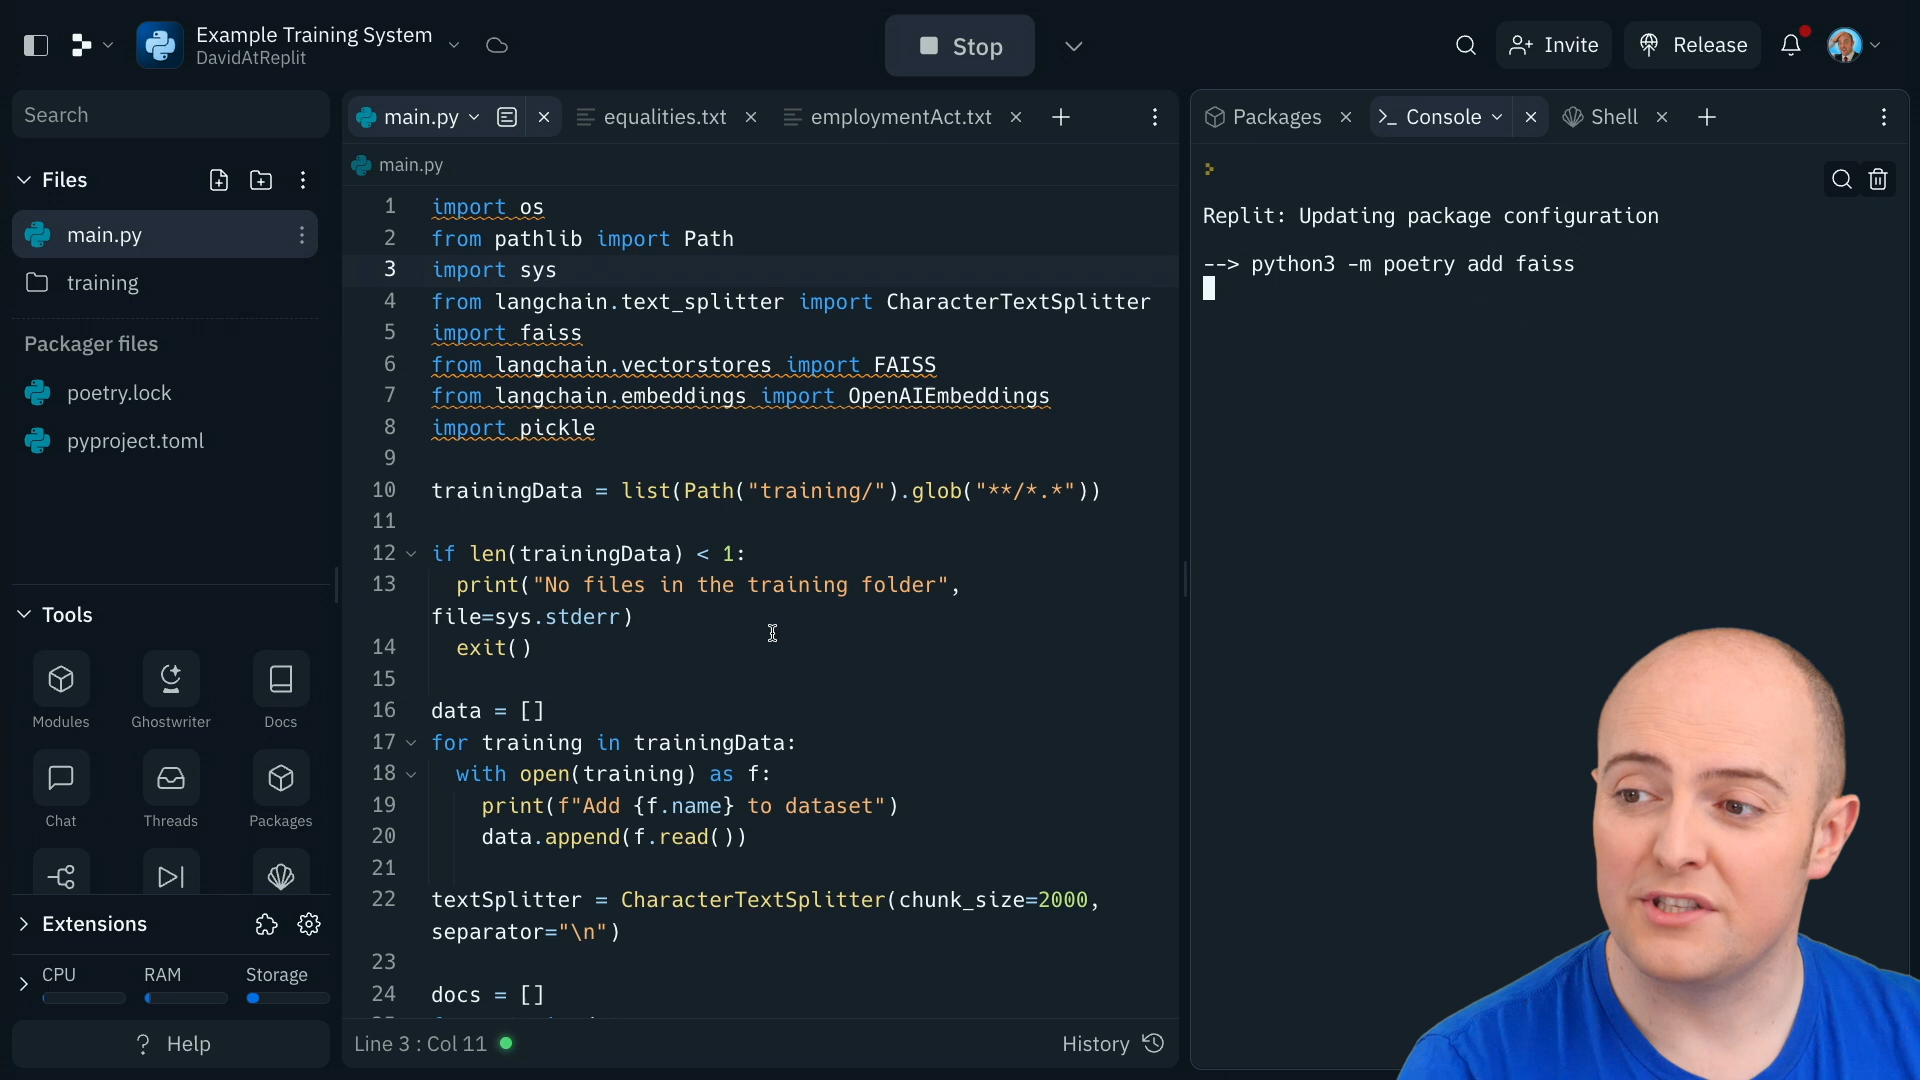 Example Training System
DavidAtReplit
Stop
Invite
Release
Search
Files
main.py
training
Packager files
poetry.lock
pyproject.toml
Tools
Modules
Ghostwriter
Docs
Chat
Threads
Packages
Extensions
CPU
RAM
Storage
? Help
main.py
equalities.txt
employmentAct.txt
main.py
1 import os
2 from pathlib import Path
3 import sys
4 from langchain.text_splitter import CharacterTextSplitter
5 import faiss
6 from langchain.vectorstores import FAISS
7 from langchain.embeddings import OpenAIEmbeddings
8 import pickle
9
10 trainingData = list(Path("training/").glob("**/*.*"))
11
12 if len(trainingData) < 1:
13 print("No files in the training folder",
file=sys.stderr)
14 exit()
15
16 data = []
17 for training in trainingData:
18 with open(training) as f:
19 print(f"Add {f.name} to dataset")
20 data.append(f.read())
21
22 textSplitter = CharacterTextSplitter(chunk_size=2000,
separator="\n")
23
24 docs = []
Line 3 : Col 11
History
Packages
Console
Shell
Replit: Updating package configuration
--> python3 -m poetry add faiss